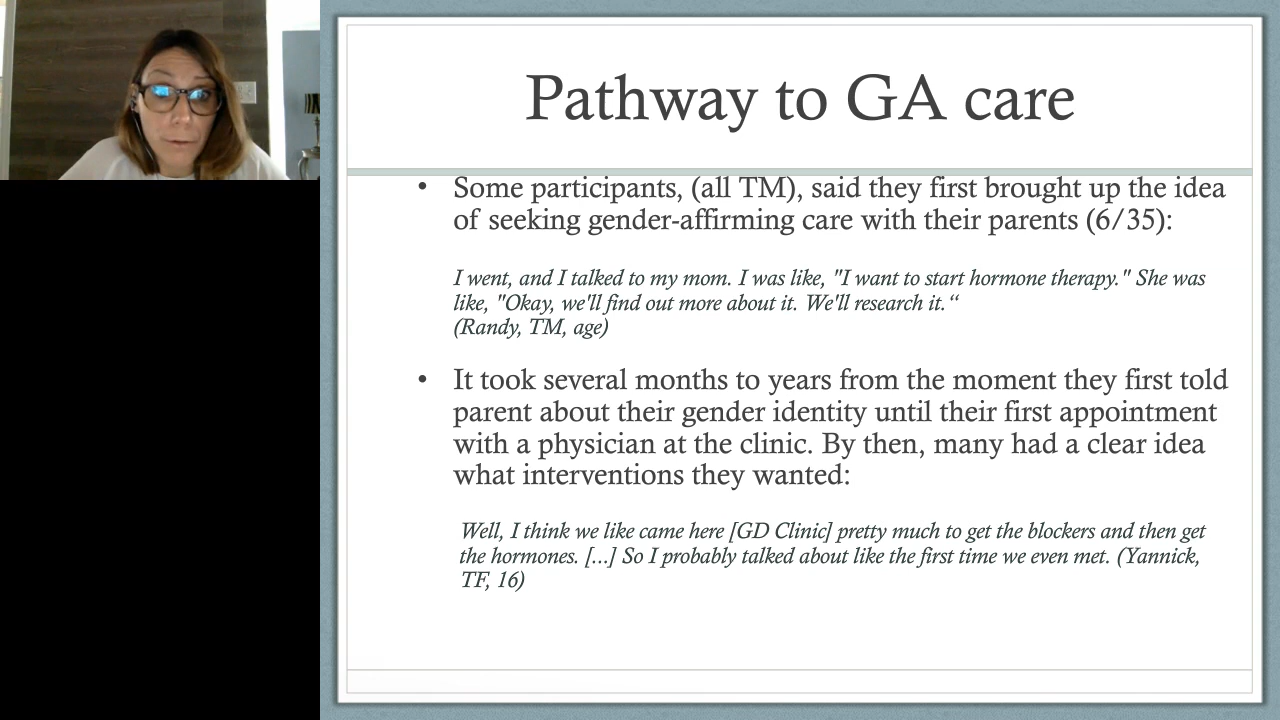 Pathway to GA care
• Some participants, (all TM), said they first brought up the idea
of seeking gender-affirming care with their parents (6/35):
I went, and I talked to my mom. I was like, "I want to start hormone therapy." She was
like, "Okay, we'll find out more about it. We'll research it.“
(Randy, TM, age)
• It took several months to years from the moment they first told
parent about their gender identity until their first appointment
with a physician at the clinic. By then, many had a clear idea
what interventions they wanted:
Well, I think we like came here [GD Clinic] pretty much to get the blockers and then get
the hormones. [...] So I probably talked about like the first time we even met. (Yannick,
TF, 16)